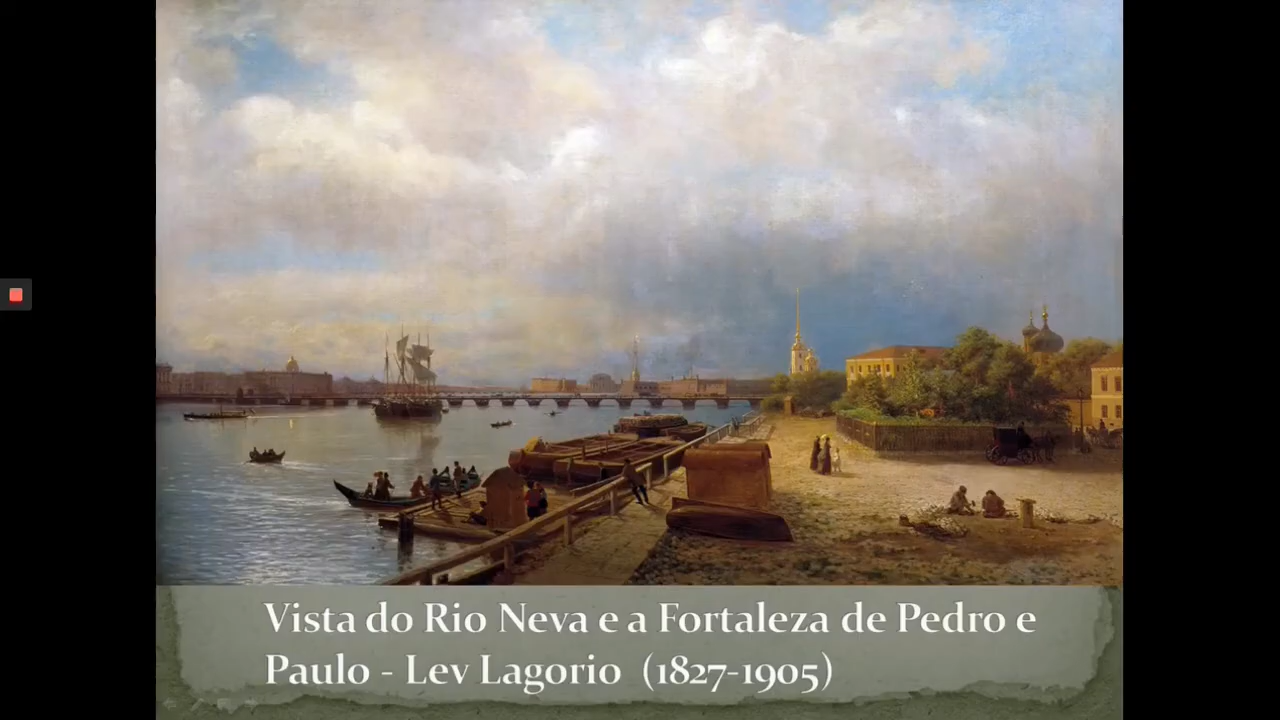 Vista do Rio Neva e a Fortaleza de Pedro e
Paulo - Lev Lagorio (1827-1905)